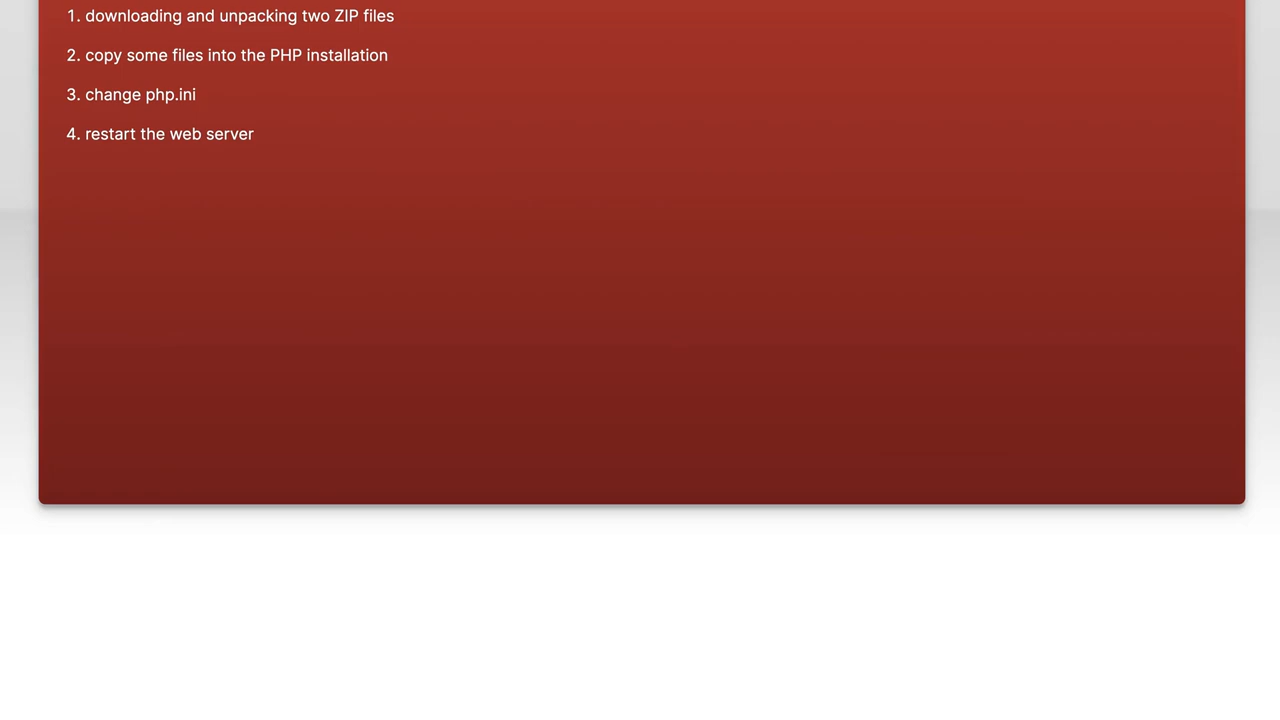 1. downloading and unpacking two ZIP files
2. copy some files into the PHP installation
3. change php.ini
4. restart the web server